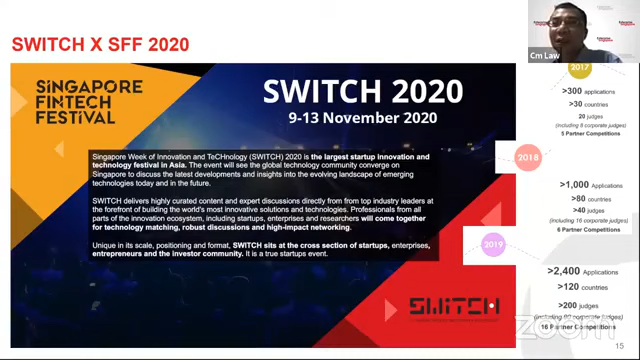 SWITCH X SFF 2020
Cm Law
SiNGAPORE
FiNTECH
FESTiVAL
SWITCH 2020
9-13 November 2020
Singapore Week of Innovation and TeCHnology (SWITCH) 2020 is the largest startup innovation and
technology festival in Asia. The event will see the global technology community converge on
Singapore to discuss the latest developments and insights into the evolving landscape of emerging
technologies today and in the future.
SWITCH delivers highly curated content and expert discussions directly from from top industry leaders at
the forefront of building the world's most innovative solutions and technologies. Professionals from all
parts of the innovation ecosystem, including startups, enterprises and researchers will come together
for technology matching, robust discussions and high-impact networking.
Unique in its scale, positioning and format, SWITCH sits at the cross section of startups, enterprises,
entrepreneurs and the investor community. It is a true startups event.
SWITCH
2017
>300 applications
>30 countries
20 judges
(including 6 corporate judges)
5 Partner Competitions
2018
>1,000 Applications
>80 countries
>40 judges
(including 16 corporate judges)
6 Partner Competitions
2019
>2,400 Applications
>120 countries
>200 judges
(including 80 corporate judges)
16 Partner Competitions
zoom
15